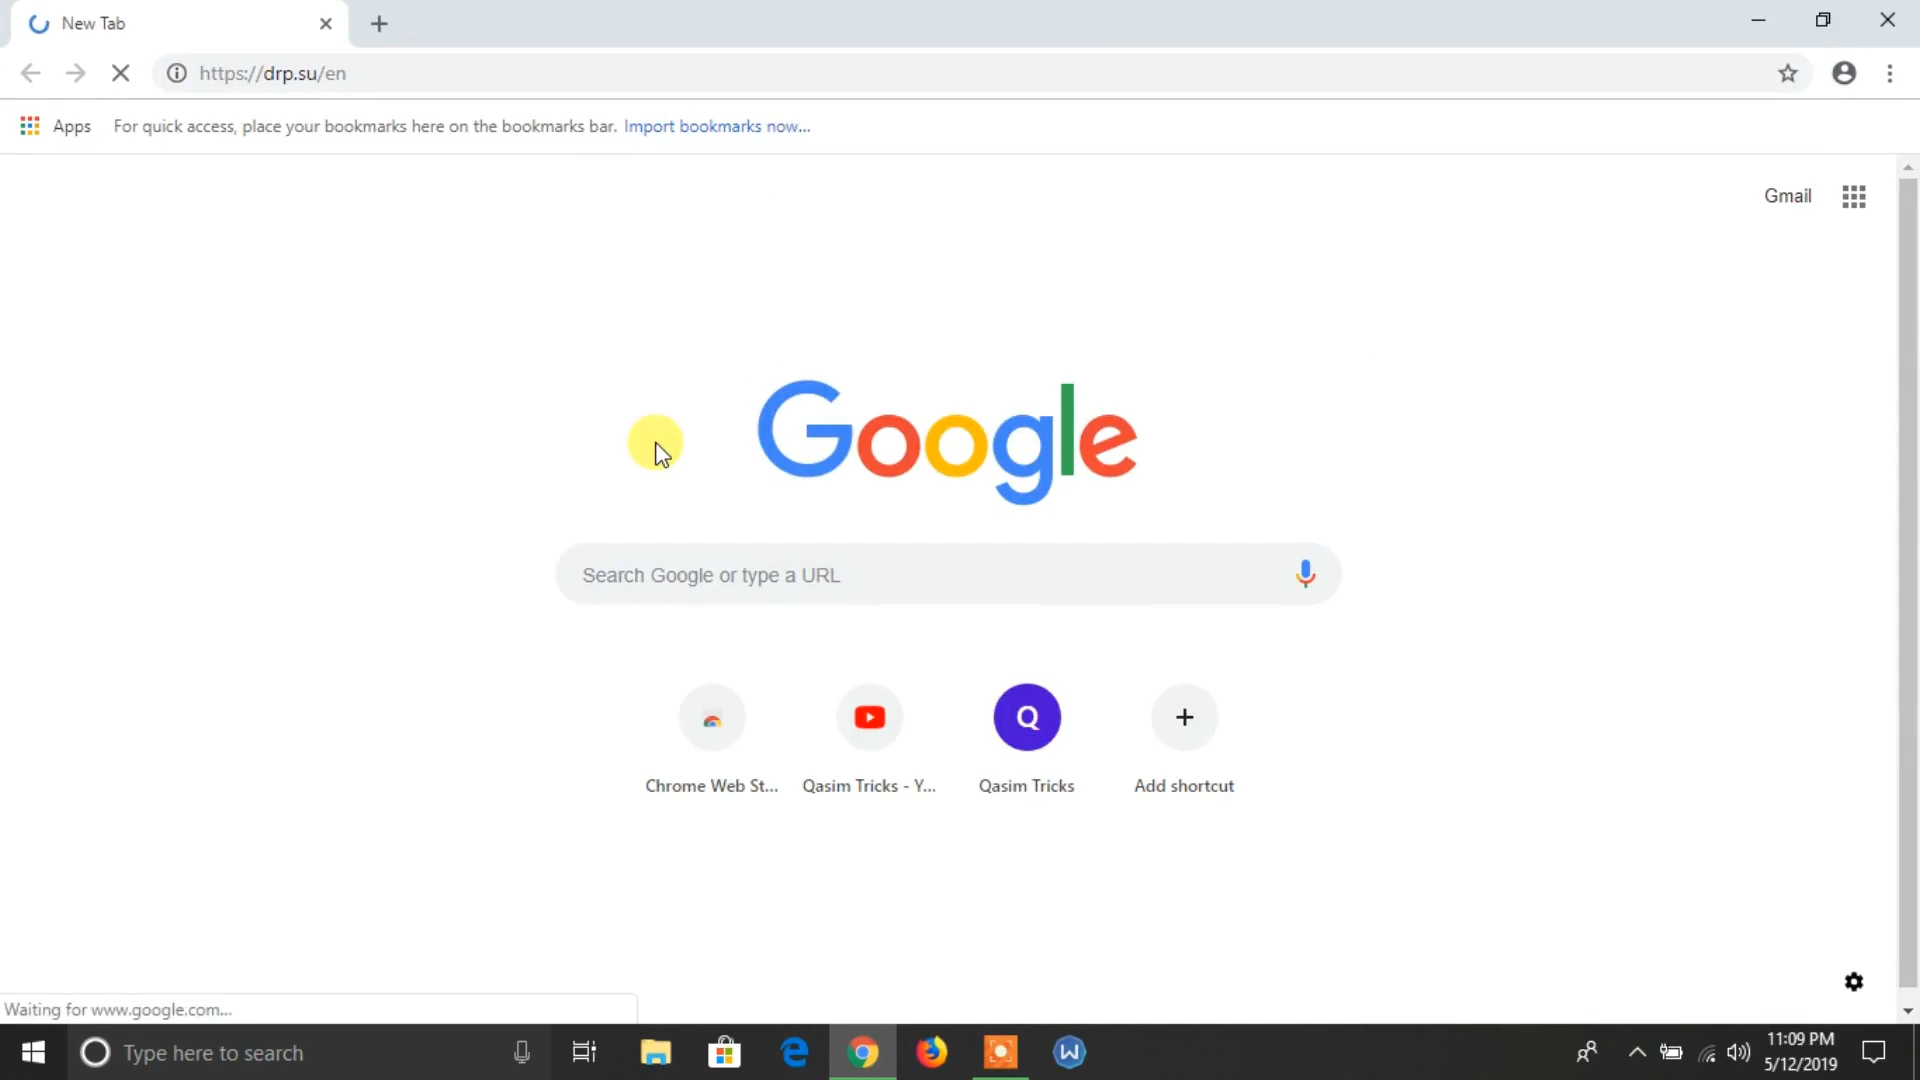 New Tab
https://drp.su/en
Apps For quick access, place your bookmarks here on the bookmarks bar. Import bookmarks now...
Gmail
Google
Search Google or type a URL
Q
Chrome Web St... Qasim Tricks - Y... Qasim Tricks Add shortcut
Waiting for www.google.com...
Type here to search
W
11:09 PM
5/12/2019